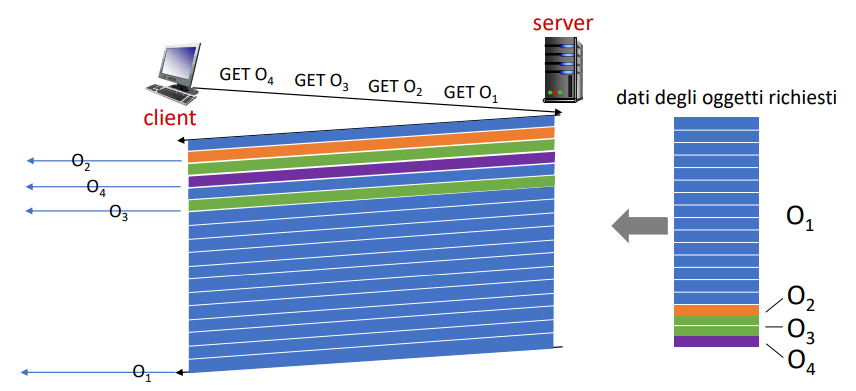 server
GET O4 GET O3 GET O2 GET O1
client
dati degli oggetti richiesti
O2
O4
O3
O1
O1
O2
O3
O4